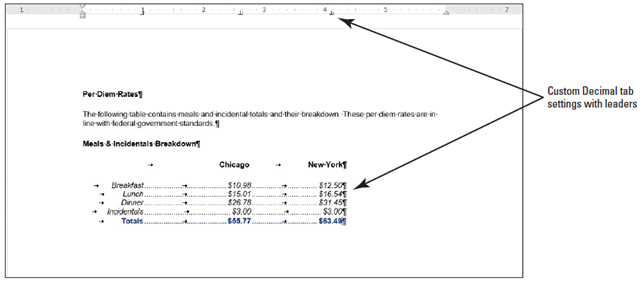 1 1 2 3 4 5 7
Per·Diem·Rates¶
The·following·table·contains·meals·and·incidental·totals·and·their·breakdown.··These·per·diem·rates·are·in-
line·with·federal·government·standards.¶
Meals·&·Incidentals·Breakdown¶
→ Chicago → New·York¶
→ Breakfast → $10.98 → $12.50¶
→ Lunch → $15.01 → $16.54¶
→ Dinner → $26.78 → $31.45¶
→ Incidentals → $3.00 → $3.00¶
→ Totals → $55.77 → $63.49¶
Custom Decimal tab
settings with leaders